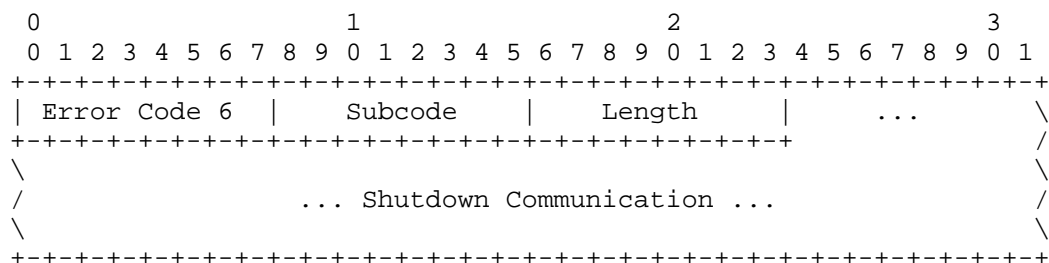 0                   1                   2                   3
 0 1 2 3 4 5 6 7 8 9 0 1 2 3 4 5 6 7 8 9 0 1 2 3 4 5 6 7 8 9 0 1
+-+-+-+-+-+-+-+-+-+-+-+-+-+-+-+-+-+-+-+-+-+-+-+-+-+-+-+-+-+-+-+-+
| Error Code 6  |    Subcode    |    Length     |     ...       \
+-+-+-+-+-+-+-+-+-+-+-+-+-+-+-+-+-+-+-+-+-+-+-+-+               /
\                                                               \
/                 ... Shutdown Communication ...                /
\                                                               \
+-+-+-+-+-+-+-+-+-+-+-+-+-+-+-+-+-+-+-+-+-+-+-+-+-+-+-+-+-+-+-+-+